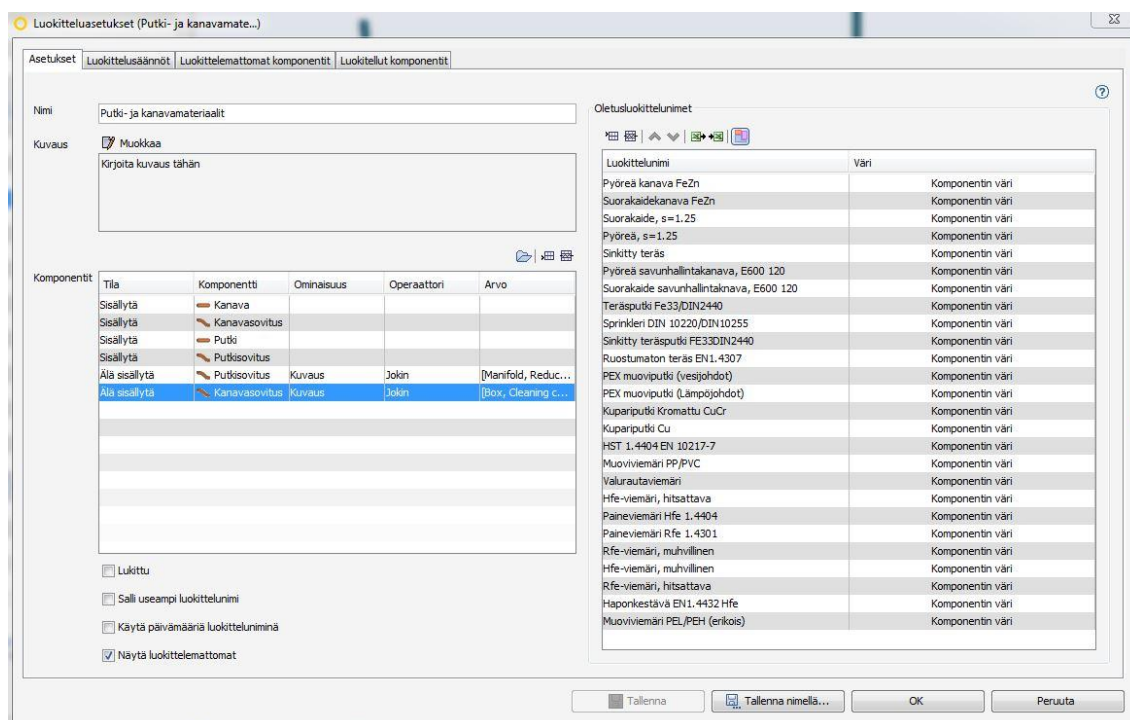 Luokitteluasetukset (Putki- ja kanavamate...)
Asetukset Luokittelusäännöt Luokittelemattomat komponentit Luokitellut komponentit
Nimi Putki- ja kanavamateriaalit
Kuvaus Muokkaa
Kirjoita kuvaus tähän
Komponentit
Tila Komponentti Ominaisuus Operaattori Arvo
Sisällytä Kanava
Sisällytä Kanavasovitus
Sisällytä Putki
Sisällytä Putkisovitus
Älä sisällytä Putkisovitus Kuvaus Jokin [Manifold, Reduc...
Älä sisällytä Kanavasovitus Kuvaus Jokin [Box, Cleaning c...
Lukittu
Salli useampi luokittelunimi
Käytä päivämääriä luokitteluniminä
Näytä luokittelemattomat
Oletusluokittelunimet
Luokittelunimi Väri
Pyöreä kanava FeZn Komponentin väri
Suorakaidekanava FeZn Komponentin väri
Suorakaide, s=1.25 Komponentin väri
Pyöreä, s=1.25 Komponentin väri
Sinkitty teräs Komponentin väri
Pyöreä savunhallintakanava, E600 120 Komponentin väri
Suorakaide savunhallintaknava, E600 120 Komponentin väri
Teräsputki Fe33/DIN2440 Komponentin väri
Sprinkleri DIN 10220/DIN10255 Komponentin väri
Sinkitty teräsputki FE33DIN2440 Komponentin väri
Ruostumaton teräs EN1.4307 Komponentin väri
PEX muoviputki (vesijohdot) Komponentin väri
PEX muoviputki (Lämpöjohdot) Komponentin väri
Kupariputki Kromattu CuCr Komponentin väri
Kupariputki Cu Komponentin väri
HST 1.4404 EN 10217-7 Komponentin väri
Muoviviemäri PP/PVC Komponentin väri
Valurautaviemäri Komponentin väri
Hfe-viemäri, hitsattava Komponentin väri
Paineviemäri Hfe 1.4404 Komponentin väri
Paineviemäri Rfe 1.4301 Komponentin väri
Rfe-viemäri, muhvillinen Komponentin väri
Hfe-viemäri, muhvillinen Komponentin väri
Rfe-viemäri, hitsattava Komponentin väri
Haponkestävä EN1.4432 Hfe Komponentin väri
Muoviviemäri PEL/PEH (erikois) Komponentin väri
Tallenna Tallenna nimellä... OK Peruuta